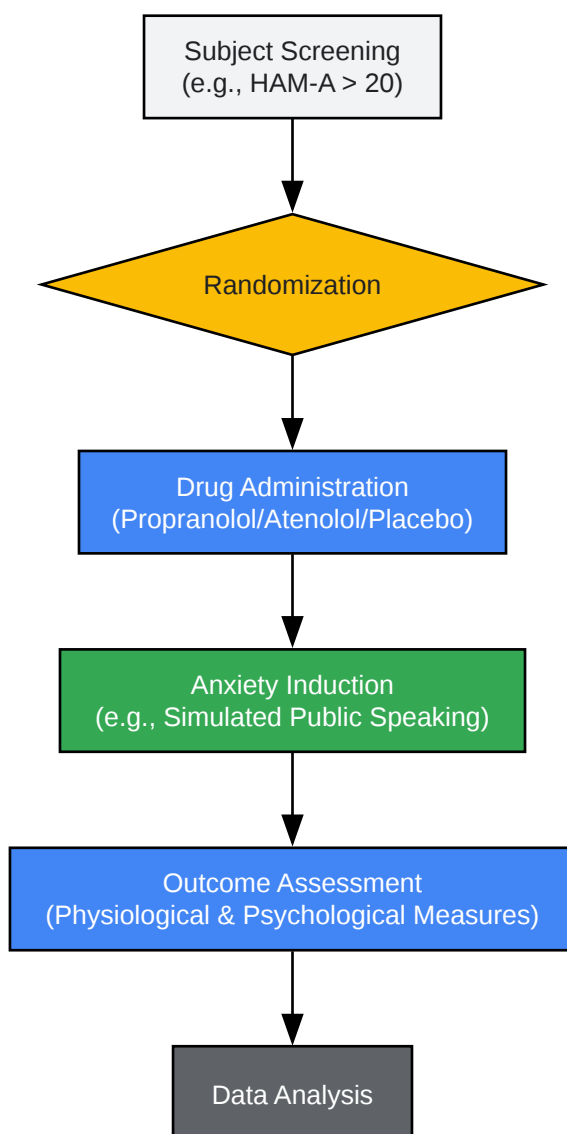 Subject Screening
(e.g., HAM-A > 20)
Randomization
Drug Administration
(Propranolol/Atenolol/Placebo)
Anxiety Induction
(e.g., Simulated Public Speaking)
Outcome Assessment
(Physiological & Psychological Measures)
Data Analysis